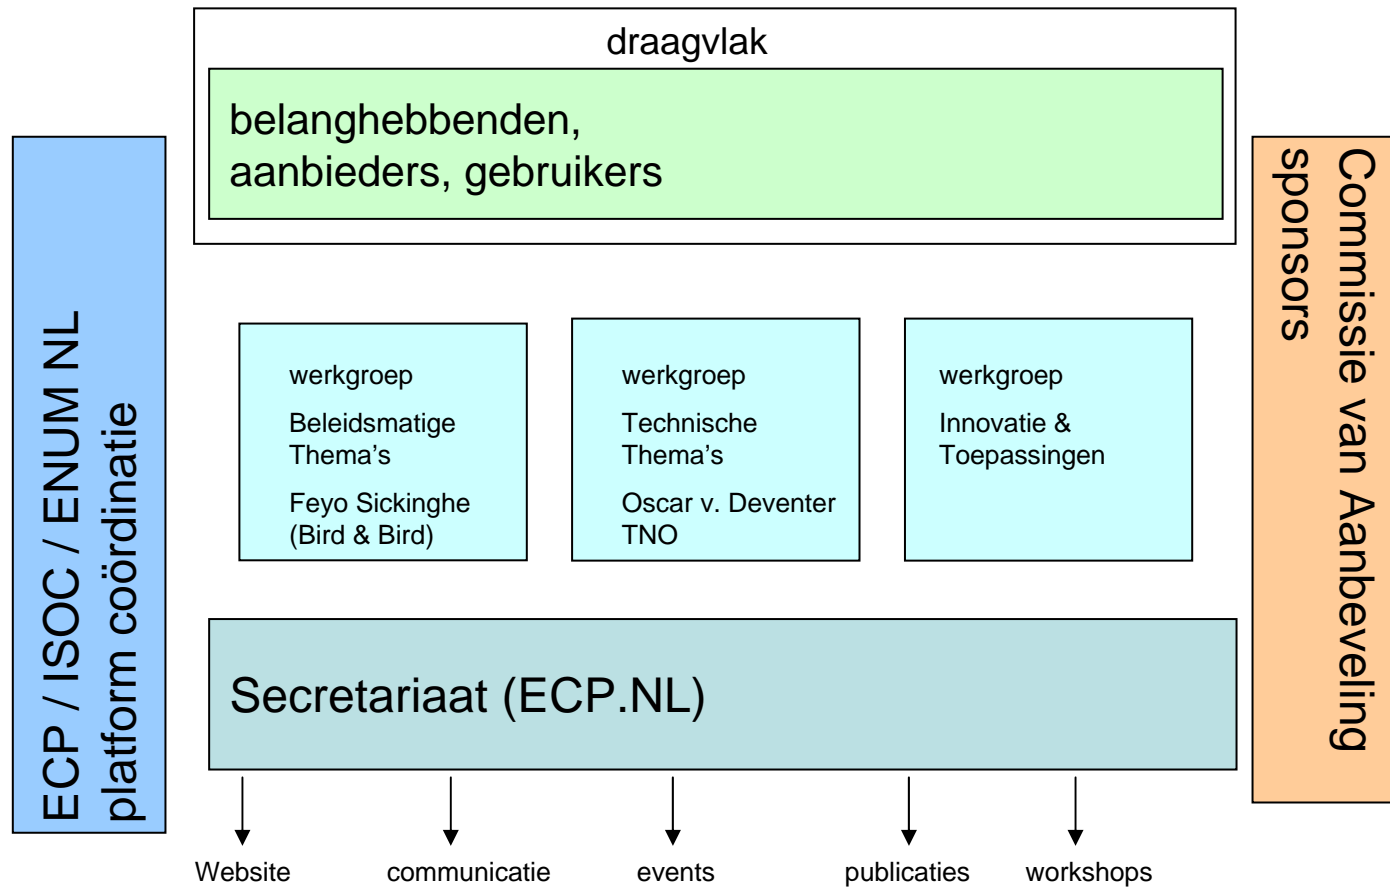 draagvlak
belanghebbenden,
aanbieders, gebruikers
ECP / ISOC / ENUM NL
platform coördinatie
Commissie van Aanbeveling
sponsors
werkgroep
Beleidsmatige
Thema's
Feyo Sickinghe
(Bird & Bird)
werkgroep
Technische
Thema's
Oscar v. Deventer
TNO
werkgroep
Innovatie &
Toepassingen
Secretariaat (ECP.NL)
Website
communicatie
events
publicaties
workshops